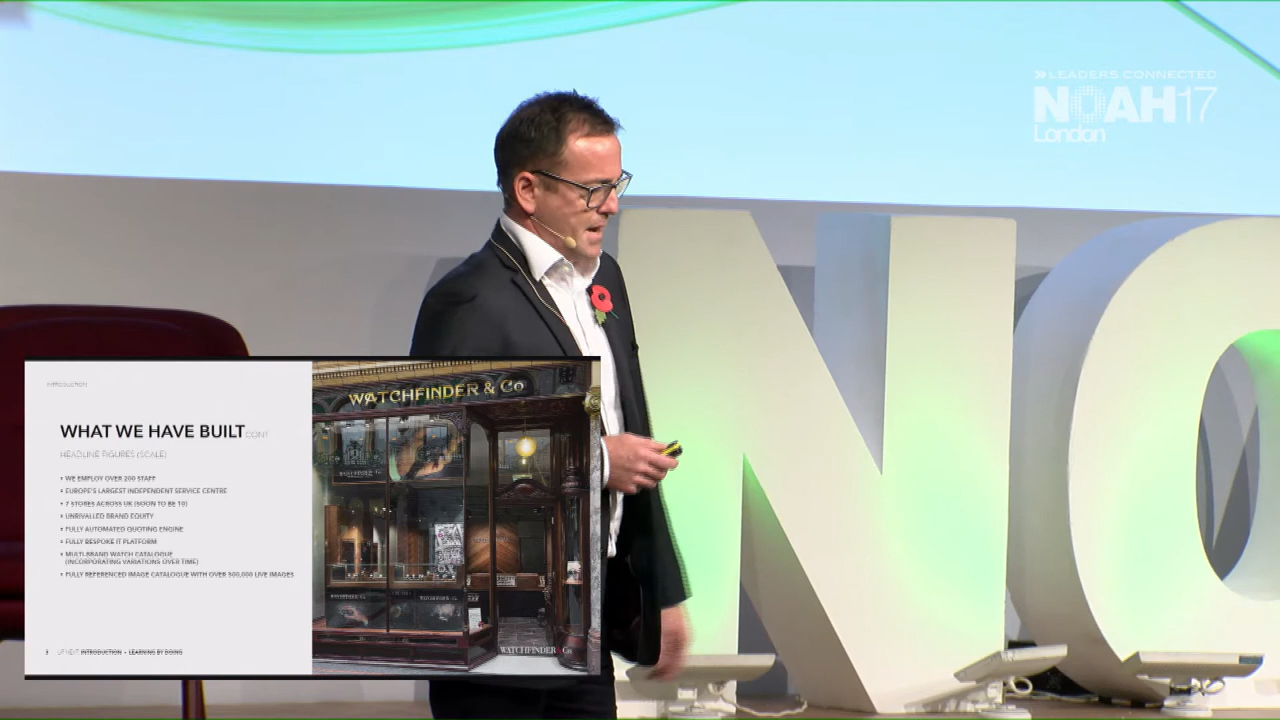 LEADERS CONNECTED
NOAH17
London
NO
INTRODUCTION
WHAT WE HAVE BUILT CONT
HEADLINE FIGURES (SCALE)
• WE EMPLOY OVER 200 STAFF
• EUROPE'S LARGEST INDEPENDENT SERVICE CENTRE
• 7 STORES ACROSS UK (SOON TO BE 10)
• UNRIVALLED BRAND EQUITY
• FULLY AUTOMATED QUOTING ENGINE
• FULLY BESPOKE IT PLATFORM
• MULTI-BRAND WATCH CATALOGUE
(INCORPORATING VARIATIONS OVER TIME)
• FULLY REFERENCED IMAGE CATALOGUE WITH OVER 500,000 LIVE IMAGES
3 UP NEXT: INTRODUCTION - LEARNING BY DOING
WATCHFINDER & Co
WATCHFINDER & Co